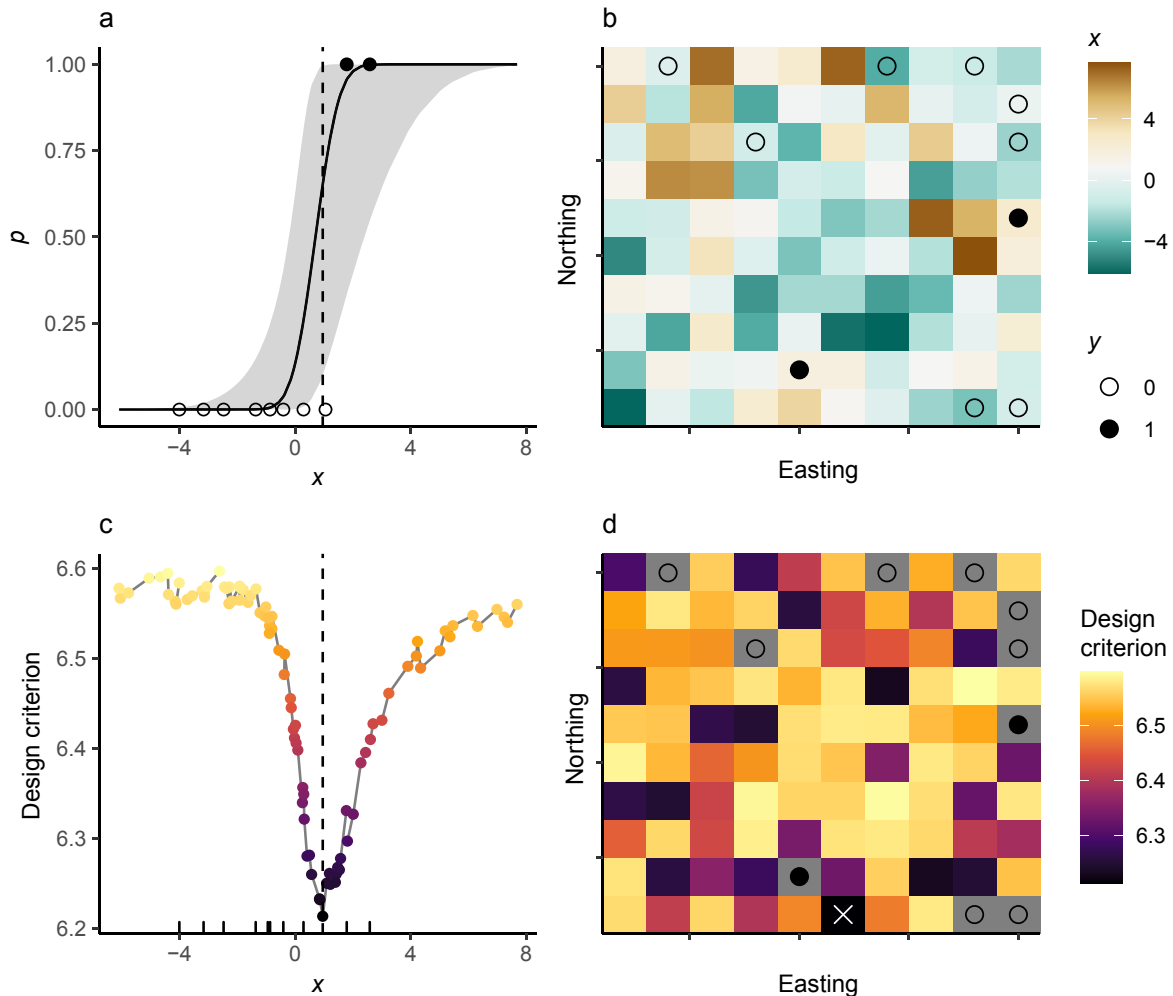 a
1.00
0.75
0.50
0.25
0.00
p
−4 0 4 8
x
b
Northing
Easting
x
4
0
−4
y
0
1
c
6.6
6.5
6.4
6.3
6.2
Design criterion
−4 0 4 8
x
d
Northing
Easting
Design
criterion
6.5
6.3